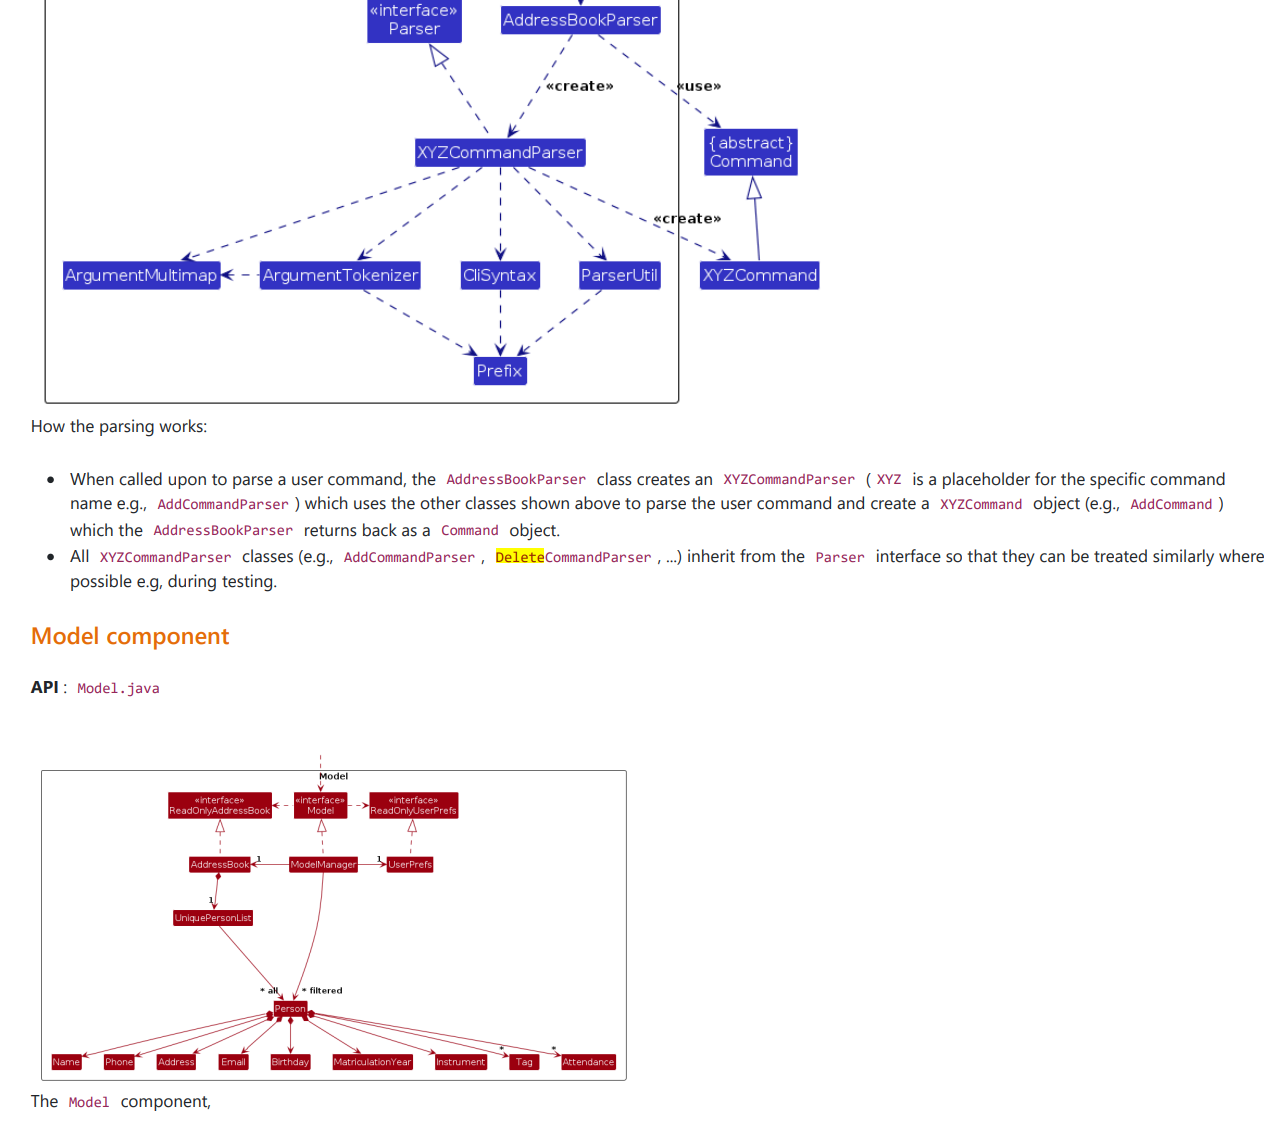 «interface»
Parser
AddressBookParser
«create»
«use»
XYZCommandParser
{abstract}
Command
«create»
ArgumentMultimap
ArgumentTokenizer
CliSyntax
ParserUtil
XYZCommand
Prefix
How the parsing works:
When called upon to parse a user command, the AddressBookParser class creates an XYZCommandParser ( XYZ is a placeholder for the specific command
name e.g., AddCommandParser ) which uses the other classes shown above to parse the user command and create a XYZCommand object (e.g., AddCommand )
which the AddressBookParser returns back as a Command object.
All XYZCommandParser classes (e.g., AddCommandParser , DeleteCommandParser , ...) inherit from the Parser interface so that they can be treated similarly where
possible e.g, during testing.
Model component
API : Model.java
Model
«interface»
ReadOnlyAddressBook
«interface»
Model
«interface»
ReadOnlyUserPrefs
AddressBook
1
ModelManager
1
UserPrefs
1
UniquePersonList
* all
* filtered
Person
*
*
Name
Phone
Address
Email
Birthday
MatriculationYear
Instrument
Tag
Attendance
The Model component,